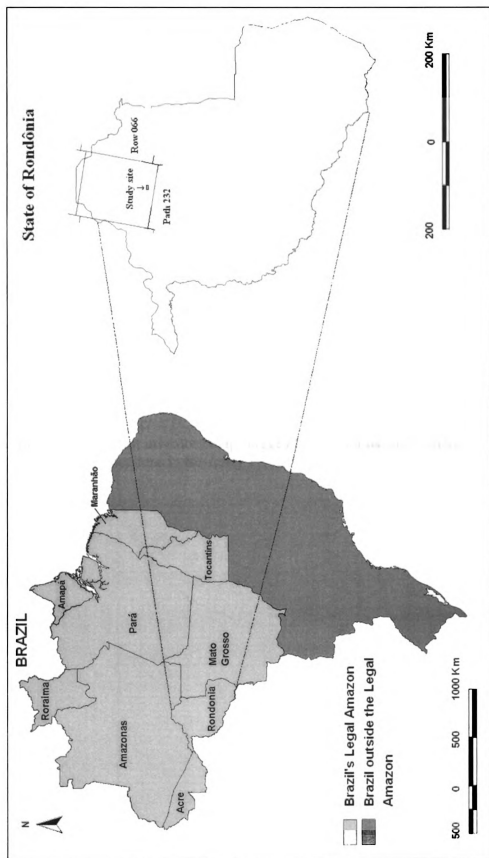 BRAZIL
State of Rondônia
N
Roraima
Amapá
Amazonas
Pará
Maranhão
Acre
Rondonia
Mato
Grosso
Tocantins
Study site
Row 066
Path 232
Brazil's Legal Amazon
Brazil outside the Legal
Amazon
500 0 500 1000 Km
200 0 200 Km